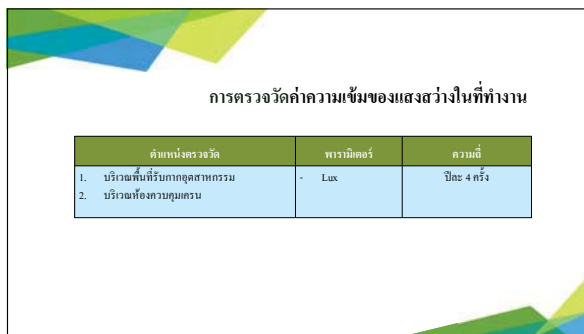 การตรวจวัดค่าความเข้มของแสงสว่างในที่ทำงาน
ตำแหน่งตรวจวัด พารามิเตอร์ ความถี่
1. บริเวณพื้นที่รับกากอุตสาหกรรม - Lux ปีละ 4 ครั้ง
2. บริเวณห้องควบคุมเครน